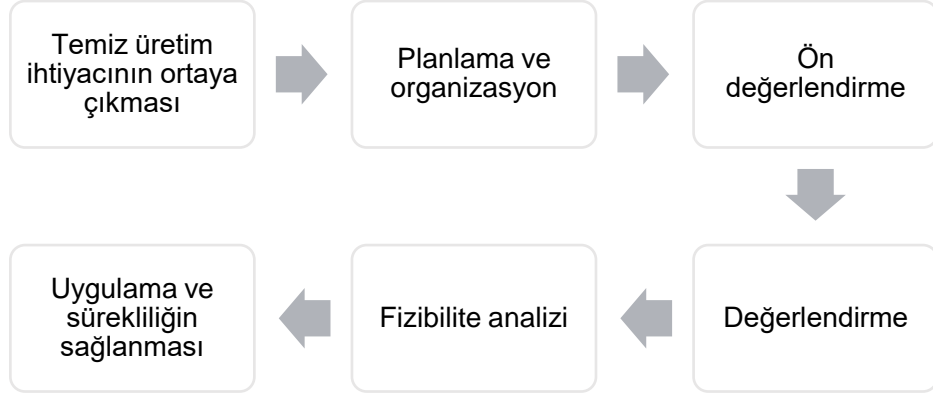 Temiz üretim
ihtiyacının ortaya
çıkması
Planlama ve
organizasyon
Ön
değerlendirme
Değerlendirme
Fizibilite analizi
Uygulama ve
sürekliliğin
sağlanması